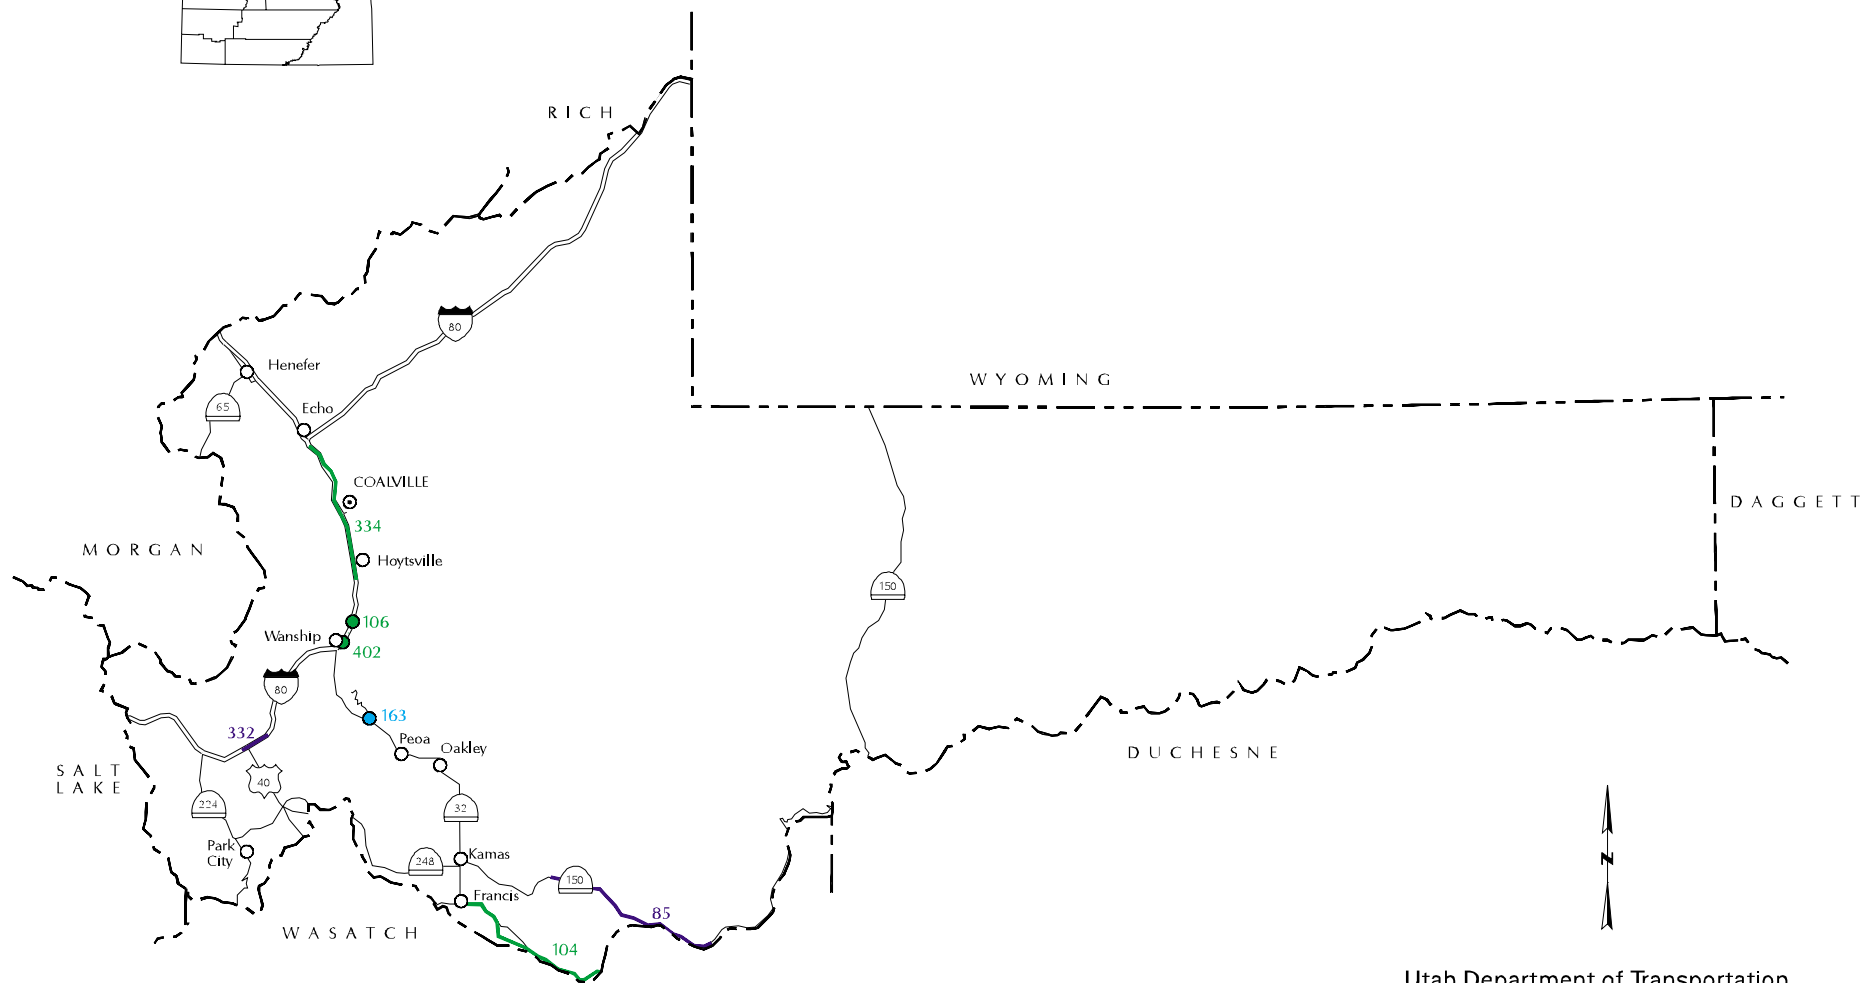 RICH
80
WYOMING
Henefer
65
Echo
COALVILLE
DAGGETT
334
MORGAN
Hoytsville
150
106
Wanship
402
80
163
332
Peoa
Oakley
DUCHESNE
SALT
LAKE
40
224
32
Park
City
248
Kamas
N
150
Francis
85
WASATCH
104
Utah Department of Transportation